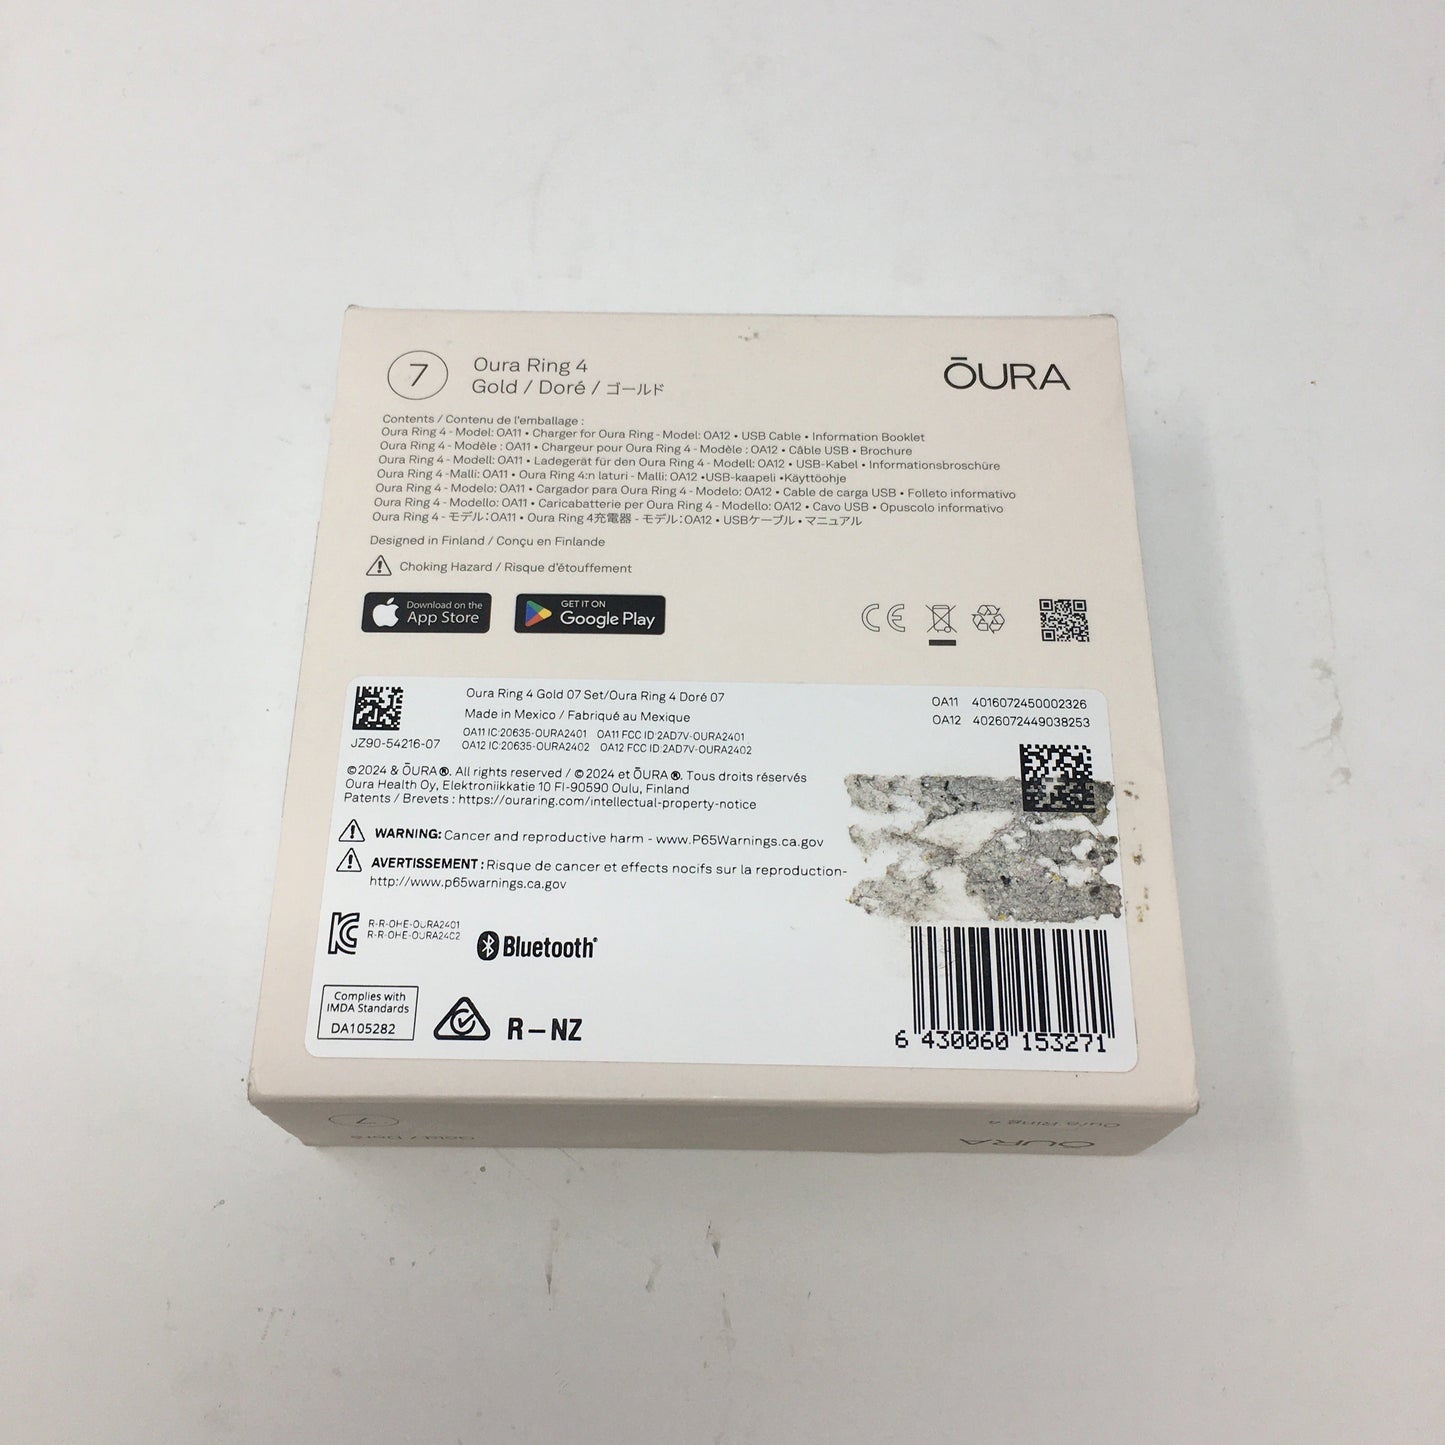 7
Oura Ring 4
Gold / Doré / ゴールド
ŌURA
Contents / Contenu de l'emballage :
Oura Ring 4 - Model: OA11 • Charger for Oura Ring - Model: OA12 • USB Cable • Information Booklet
Oura Ring 4 - Modèle : OA11 • Chargeur pour Oura Ring 4 - Modèle : OA12 • Câble USB • Brochure
Oura Ring 4 - Modell: OA11 • Ladegerät für den Oura Ring 4 - Modell: OA12 • USB-Kabel • Informationsbroschüre
Oura Ring 4 -Malli: OA11 • Oura Ring 4:n laturi - Malli: OA12 •USB-kaapeli •Käyttöohje
Oura Ring 4 - Modelo: OA11 • Cargador para Oura Ring 4 - Modelo: OA12 • Cable de carga USB • Folleto informativo
Oura Ring 4 - Modello: OA11 • Caricabatterie per Oura Ring 4 - Modello: OA12 • Cavo USB • Opuscolo informativo
Oura Ring 4 - モデル：OA11 • Oura Ring 4充電器 - モデル：OA12 • USBケーブル • マニュアル
Designed in Finland / Conçu en Finlande
Choking Hazard / Risque d'étouffement
Download on the
App Store
GET IT ON
Google Play
CE
Oura Ring 4 Gold 07 Set/Oura Ring 4 Doré 07
Made in Mexico / Fabriqué au Mexique
OA11 IC:20635-OURA2401 OA11 FCC ID:2AD7V-OURA2401
OA12 IC:20635-OURA2402 OA12 FCC ID:2AD7V-OURA2402
JZ90-54216-07
OA11 4016072450002326
OA12 4026072449038253
©2024 & ŌURA®. All rights reserved / ©2024 et ŌURA®. Tous droits réservés
Oura Health Oy, Elektroniikkatie 10 FI-90590 Oulu, Finland
Patents / Brevets : https://ouraring.com/intellectual-property-notice
WARNING: Cancer and reproductive harm - www.P65Warnings.ca.gov
AVERTISSEMENT : Risque de cancer et effects nocifs sur la reproduction-
http://www.p65warnings.ca.gov
R-R-OHE-OURA2401
R-R-OHE-OURA2402
Bluetooth®
Complies with
IMDA Standards
DA105282
R-NZ
6 430060 153271
7
Gold / Doré
Oura Ring 4
ŌURA